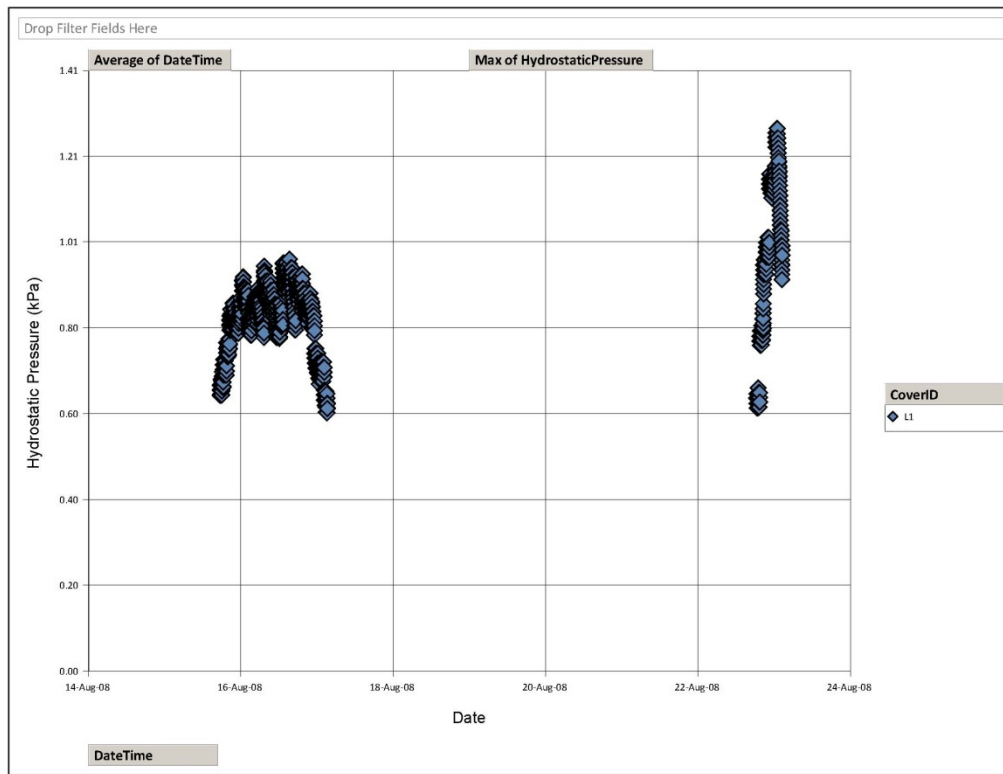 Drop Filter Fields Here
Average of DateTime
Max of HydrostaticPressure
1.41
1.21
1.01
0.80
0.60
0.40
0.20
0.00
Hydrostatic Pressure (kPa)
14-Aug-08
16-Aug-08
18-Aug-08
20-Aug-08
22-Aug-08
24-Aug-08
Date
DateTime
CoverID
L1